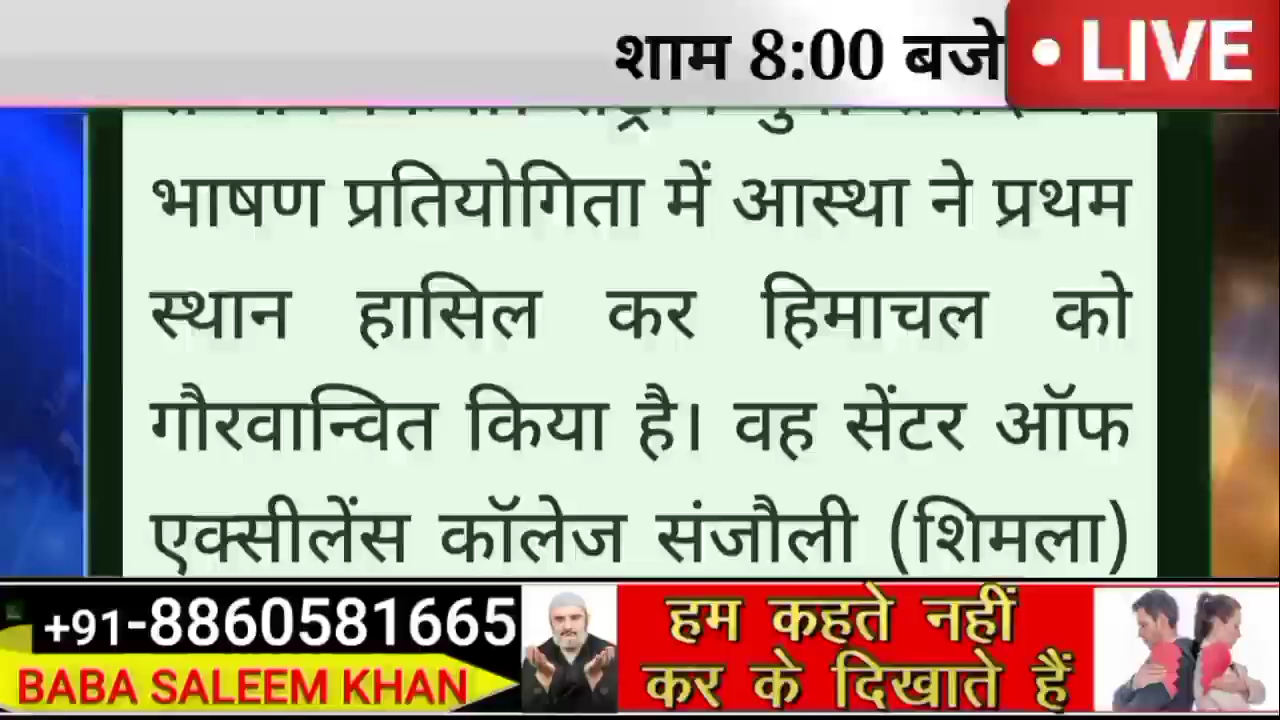 शाम 8:00 बजे
• LIVE
भाषण प्रतियोगिता में आस्था ने प्रथम
स्थान हासिल कर हिमाचल को
गौरवान्वित किया है। वह सेंटर ऑफ
एक्सीलेंस कॉलेज संजौली (शिमला)
+91-8860581665
BABA SALEEM KHAN
हम कहते नहीं
कर के दिखाते हैं